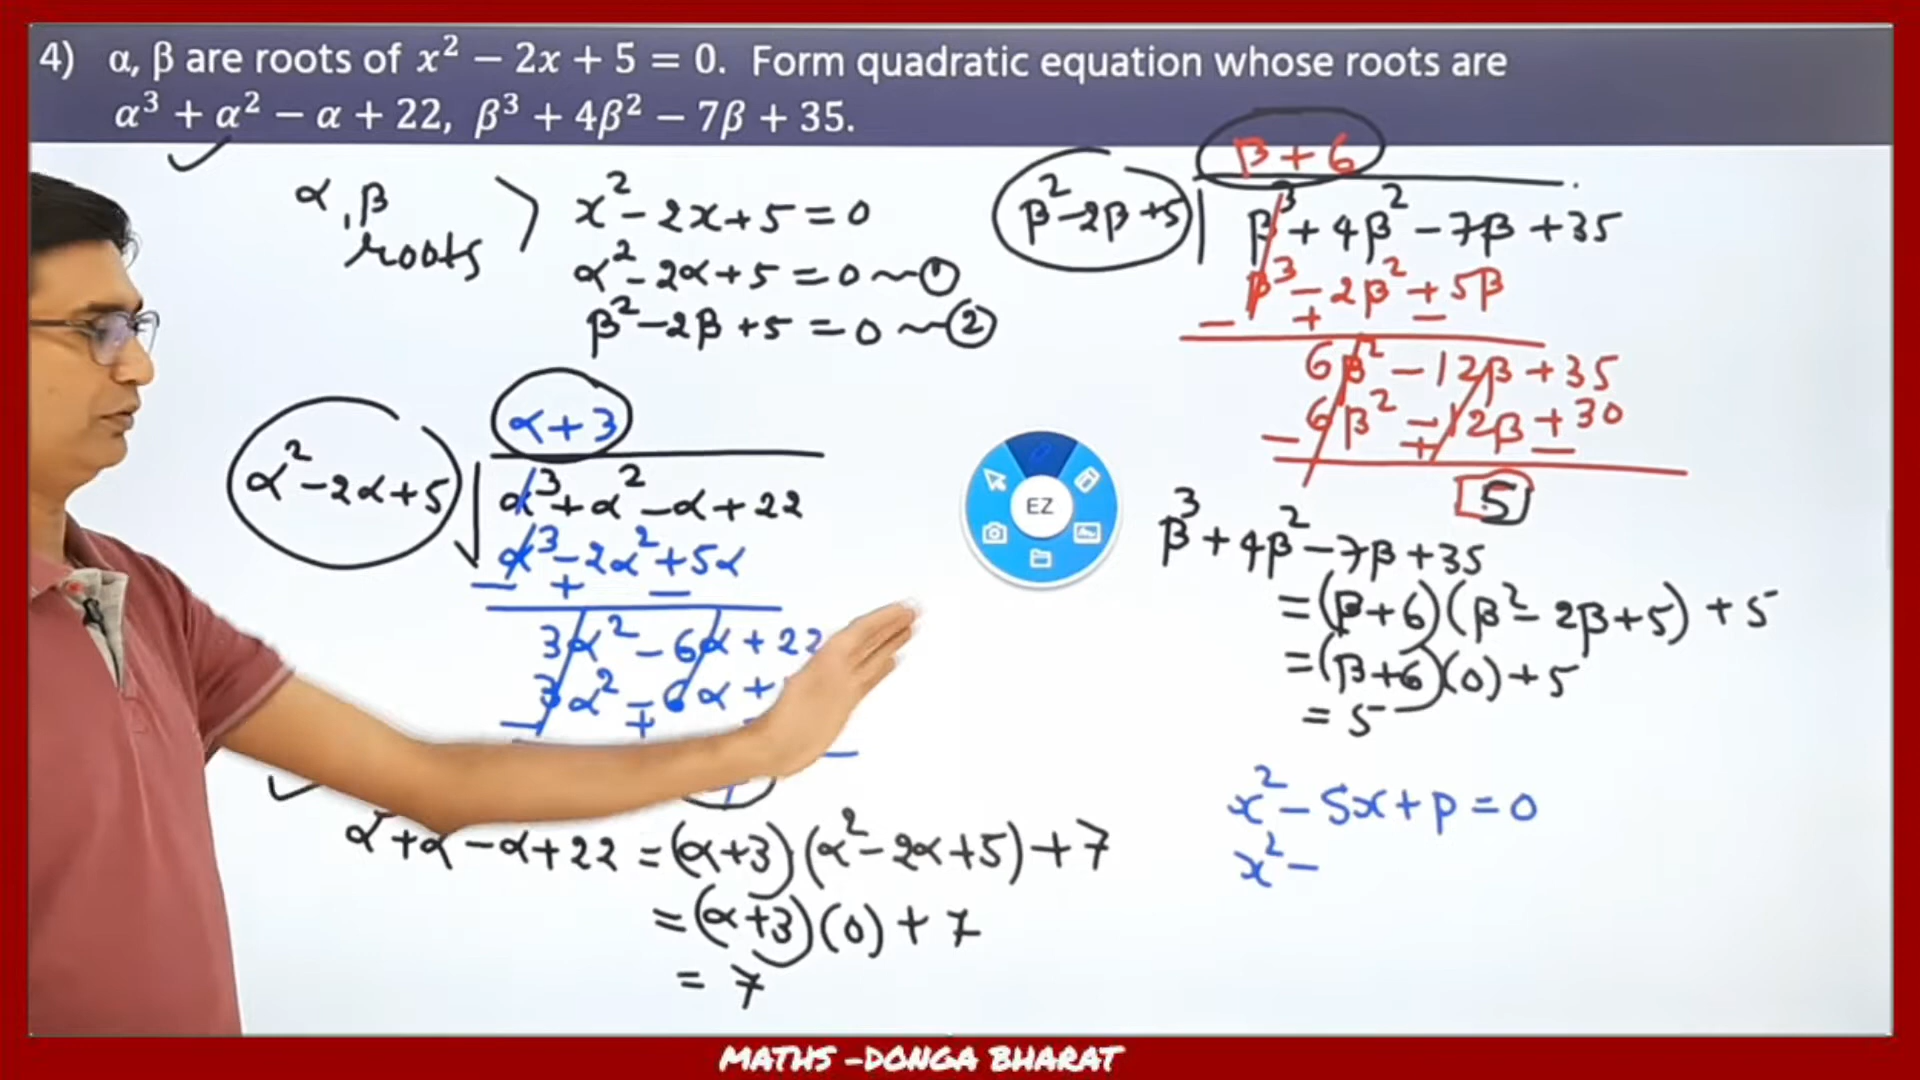 4) α, β are roots of x² − 2x + 5 = 0. Form quadratic equation whose roots are
α³ + α² − α + 22, β³ + 4β² − 7β + 35.
α, β
roots
x² − 2x + 5 = 0
α² − 2α + 5 = 0 ~ ①
β² − 2β + 5 = 0 ~ ②
α + 3
α² − 2α + 5
α³ + α² − α + 22
α³ − 2α² + 5α
− + −
3α² − 6α + 22
3α² − 6α +
− +
α + α − α + 22 = (α + 3)(α² − 2α + 5) + 7
= (α + 3)(0) + 7
= 7
β + 6
β² − 2β + 5
β³ + 4β² − 7β + 35
β³ − 2β² + 5β
− + −
6β² − 12β + 35
6β² − 12β + 30
− + −
5
EZ
β³ + 4β² − 7β + 35
= (β + 6)(β² − 2β + 5) + 5
= (β + 6)(0) + 5
= 5
x² − Sx + p = 0
x² −
MATHS -DONGA BHARAT